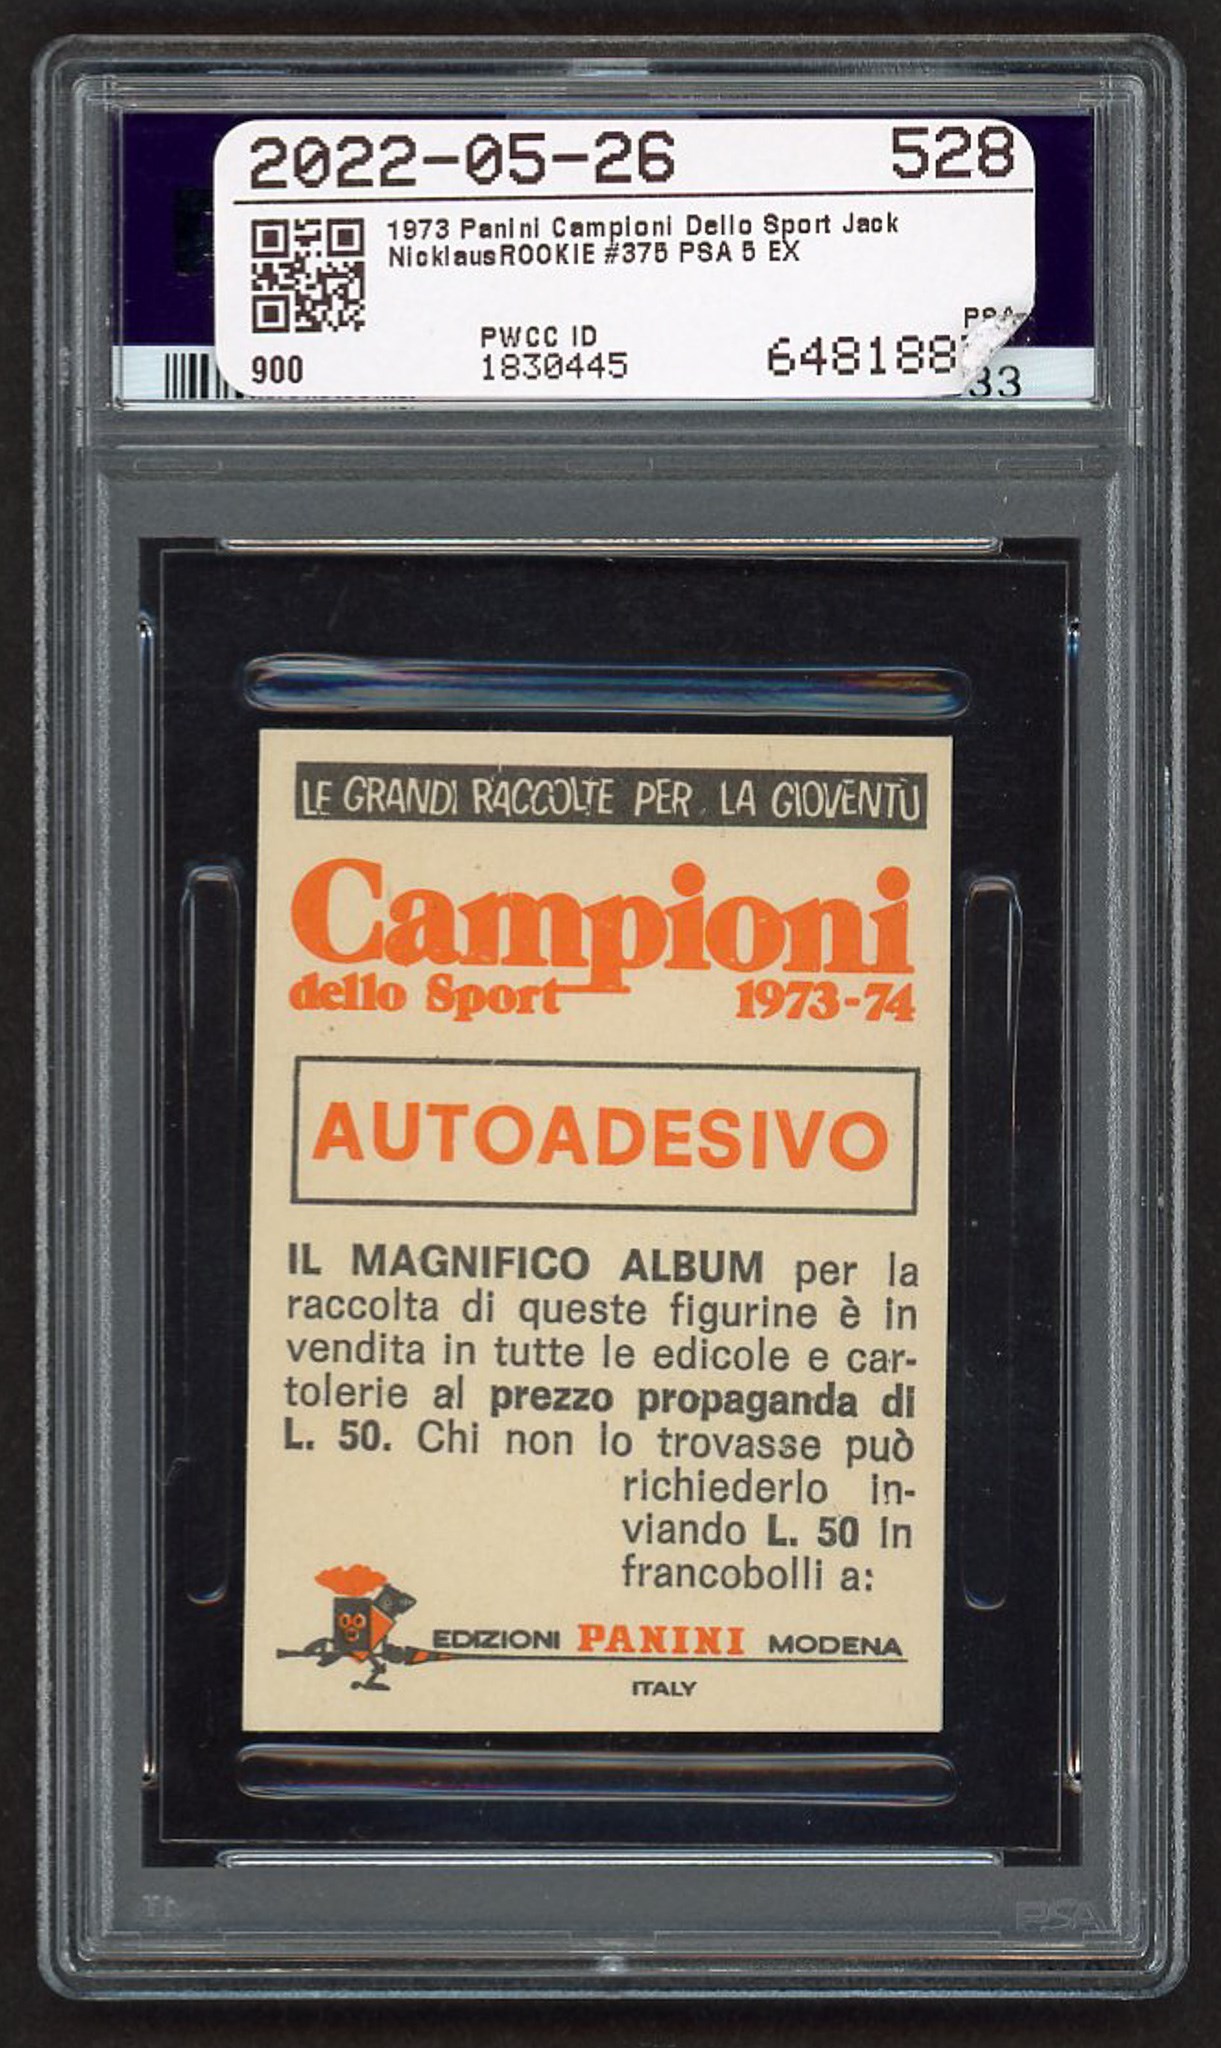 2022-05-26 528
1973 Panini Campioni Dello Sport Jack
NicklausROOKIE #375 PSA 5 EX
PWCC ID
PSA
900 1830445 648188
33
LE GRANDI RACCOLTE PER LA GIOVENTÙ
Campioni
dello Sport 1973-74
AUTOADESIVO
IL MAGNIFICO ALBUM per la
raccolta di queste figurine è in
vendita in tutte le edicole e car-
tolerie al prezzo propaganda di
L. 50. Chi non lo trovasse può
richiederlo in-
viando L. 50 in
francobolli a:
EDIZIONI PANINI MODENA
ITALY
PSA